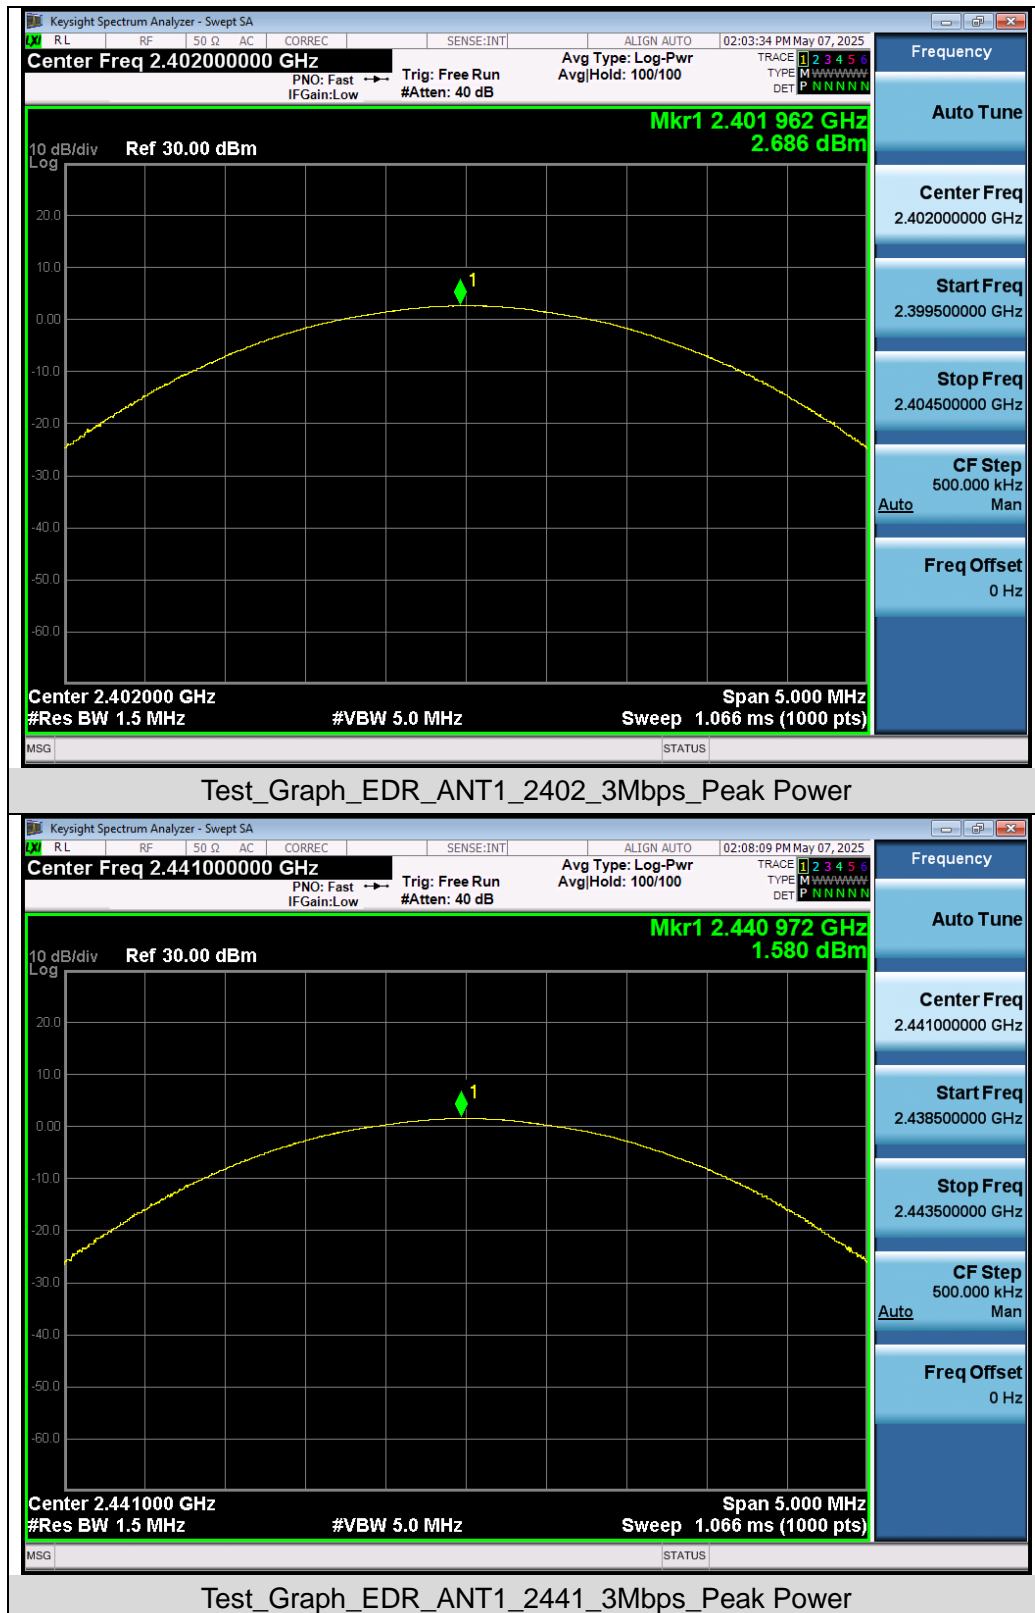 Keysight Spectrum Analyzer - Swept SA
LXI RL RF 50 Ω AC CORREC SENSE:INT ALIGN AUTO 02:03:34 PM May 07, 2025
Center Freq 2.402000000 GHz
PNO: Fast
IFGain:Low
Trig: Free Run
#Atten: 40 dB
Avg Type: Log-Pwr
Avg|Hold: 100/100
TRACE 1 2 3 4 5 6
TYPE M W W W W W
DET P N N N N N
Mkr1 2.401 962 GHz
2.686 dBm
10 dB/div Ref 30.00 dBm
Log
20.0
10.0
0.00
-10.0
-20.0
-30.0
-40.0
-50.0
-60.0
1
Center 2.402000 GHz Span 5.000 MHz
#Res BW 1.5 MHz #VBW 5.0 MHz Sweep 1.066 ms (1000 pts)
MSG STATUS
Frequency
Auto Tune
Center Freq
2.402000000 GHz
Start Freq
2.399500000 GHz
Stop Freq
2.404500000 GHz
CF Step
500.000 kHz
Auto Man
Freq Offset
0 Hz
Test_Graph_EDR_ANT1_2402_3Mbps_Peak Power
Keysight Spectrum Analyzer - Swept SA
LXI RL RF 50 Ω AC CORREC SENSE:INT ALIGN AUTO 02:08:09 PM May 07, 2025
Center Freq 2.441000000 GHz
PNO: Fast
IFGain:Low
Trig: Free Run
#Atten: 40 dB
Avg Type: Log-Pwr
Avg|Hold: 100/100
TRACE 1 2 3 4 5 6
TYPE M W W W W W
DET P N N N N N
Mkr1 2.440 972 GHz
1.580 dBm
10 dB/div Ref 30.00 dBm
Log
20.0
10.0
0.00
-10.0
-20.0
-30.0
-40.0
-50.0
-60.0
1
Center 2.441000 GHz Span 5.000 MHz
#Res BW 1.5 MHz #VBW 5.0 MHz Sweep 1.066 ms (1000 pts)
MSG STATUS
Frequency
Auto Tune
Center Freq
2.441000000 GHz
Start Freq
2.438500000 GHz
Stop Freq
2.443500000 GHz
CF Step
500.000 kHz
Auto Man
Freq Offset
0 Hz
Test_Graph_EDR_ANT1_2441_3Mbps_Peak Power